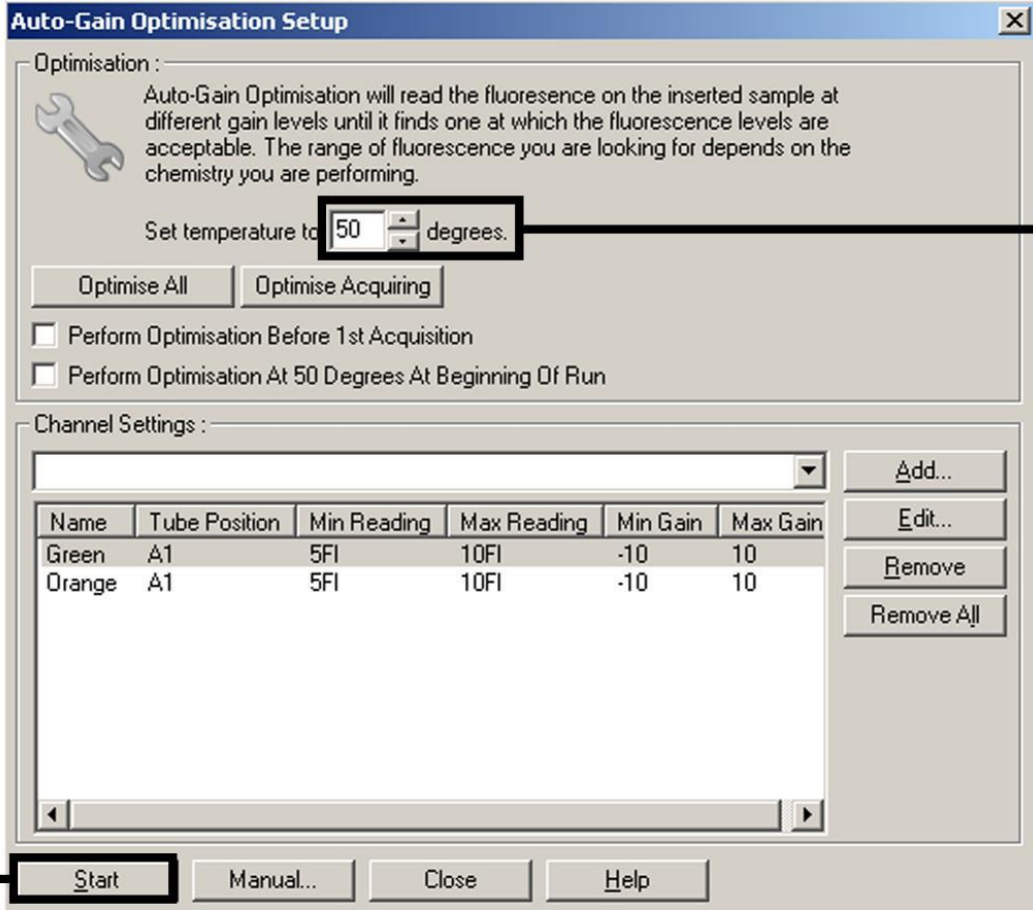 Auto-Gain Optimisation Setup
Optimisation :
Auto-Gain Optimisation will read the fluoresence on the inserted sample at
different gain levels until it finds one at which the fluorescence levels are
acceptable. The range of fluorescence you are looking for depends on the
chemistry you are performing.
Set temperature to 50 degrees.
Optimise All Optimise Acquiring
Perform Optimisation Before 1st Acquisition
Perform Optimisation At 50 Degrees At Beginning Of Run
Channel Settings :
Add...
Name Tube Position Min Reading Max Reading Min Gain Max Gain
Edit...
Green A1 5Fl 10Fl -10 10
Remove
Orange A1 5Fl 10Fl -10 10
Remove All
Start Manual... Close Help